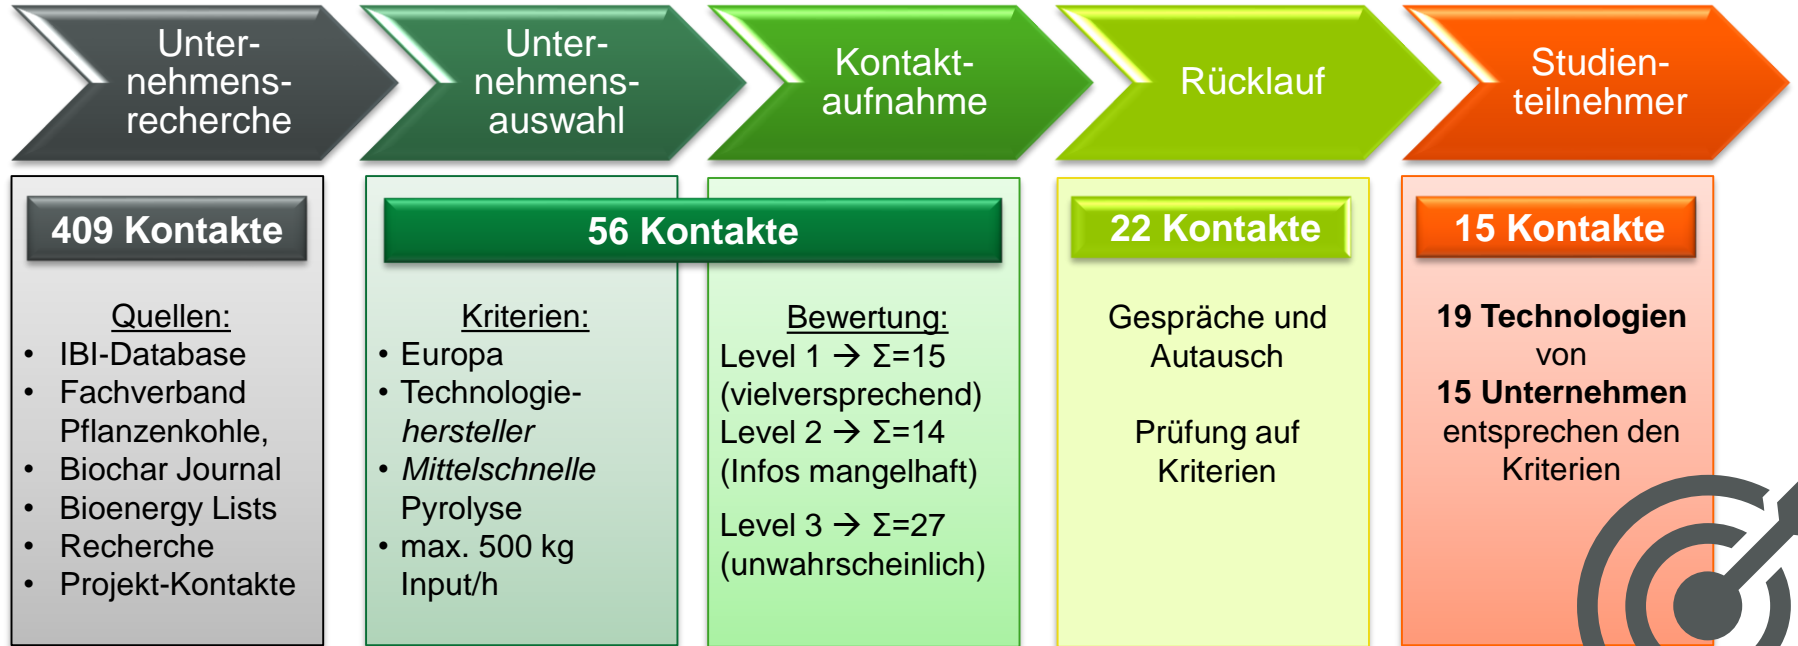 Unter-
nehmens-
recherche
Unter-
nehmens-
auswahl
Kontakt-
aufnahme
Rücklauf
Studien-
teilnehmer
409 Kontakte
Quellen:
• IBI-Database
• Fachverband
Pflanzenkohle,
• Biochar Journal
• Bioenergy Lists
• Recherche
• Projekt-Kontakte
56 Kontakte
Kriterien:
• Europa
• Technologie-
hersteller
• Mittelschnelle
Pyrolyse
• max. 500 kg
Input/h
Bewertung:
Level 1 → Σ=15
(vielversprechend)
Level 2 → Σ=14
(Infos mangelhaft)
Level 3 → Σ=27
(unwahrscheinlich)
22 Kontakte
Gespräche und
Autausch
Prüfung auf
Kriterien
15 Kontakte
19 Technologien
von
15 Unternehmen
entsprechen den
Kriterien